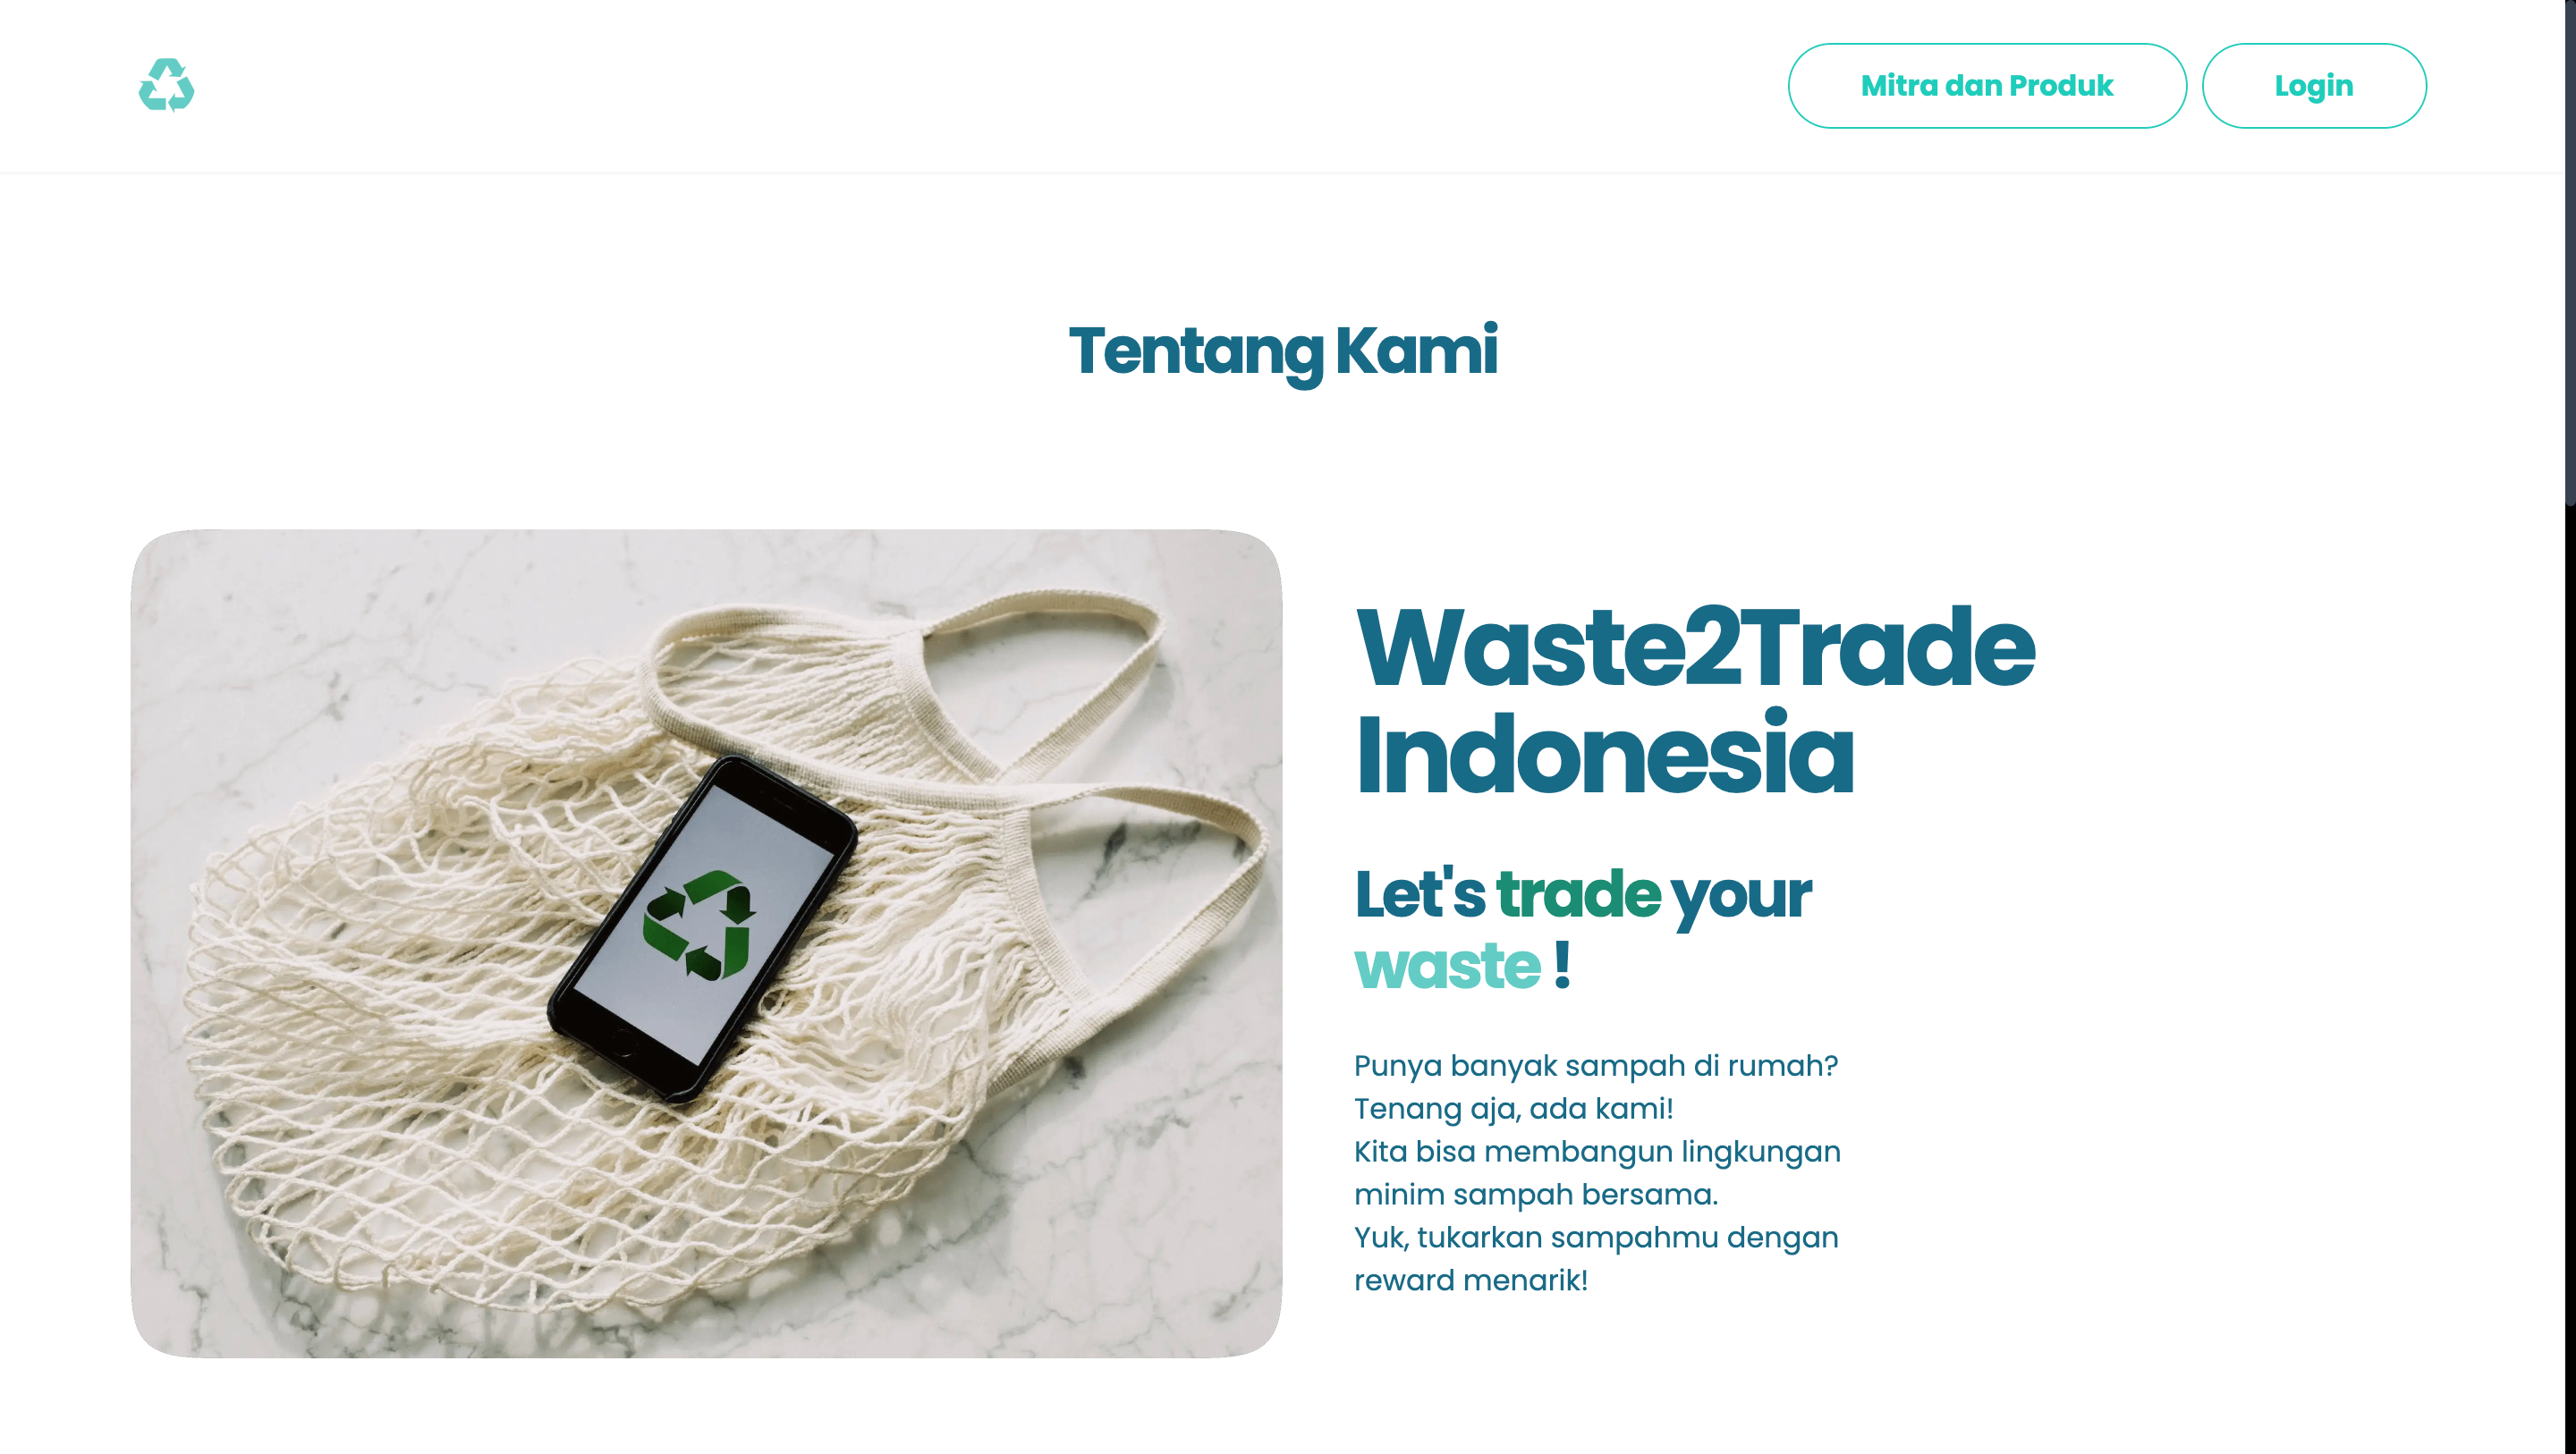 Mitra dan Produk
Login
Tentang Kami
Waste2Trade
Indonesia
Let's trade your
waste !
Punya banyak sampah di rumah?
Tenang aja, ada kami!
Kita bisa membangun lingkungan
minim sampah bersama.
Yuk, tukarkan sampahmu dengan
reward menarik!